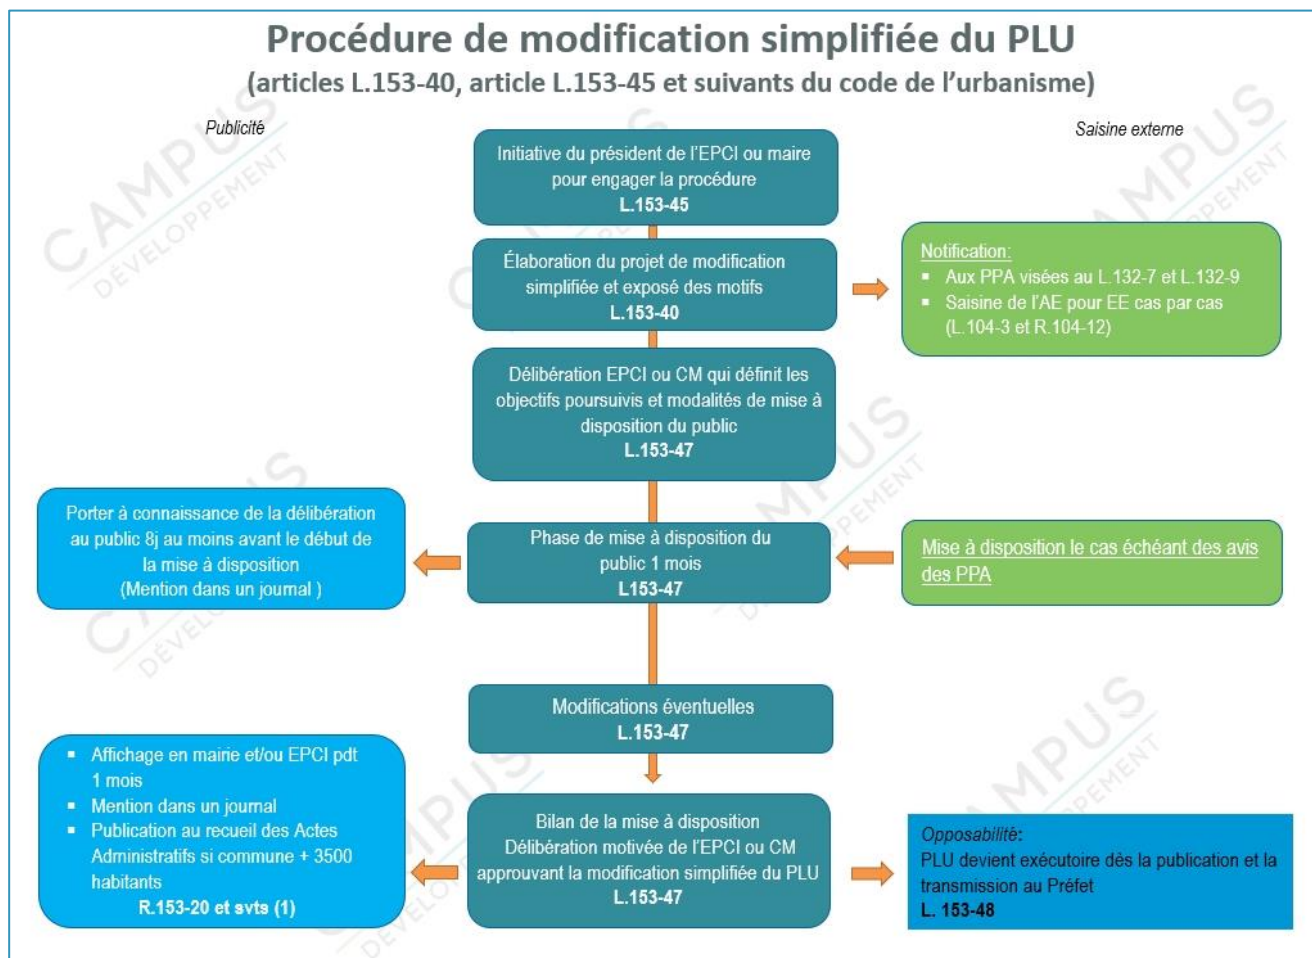 Procédure de modification simplifiée du PLU
(articles L.153-40, article L.153-45 et suivants du code de l'urbanisme)
Publicité
Saisine externe
Initiative du président de l'EPCI ou maire
pour engager la procédure
L.153-45
Élaboration du projet de modification
simplifiée et exposé des motifs
L.153-40
Notification:
▪ Aux PPA visées au L.132-7 et L.132-9
▪ Saisine de l'AE pour EE cas par cas
(L.104-3 et R.104-12)
Délibération EPCI ou CM qui définit les
objectifs poursuivis et modalités de mise à
disposition du public
L.153-47
Porter à connaissance de la délibération
au public 8j au moins avant le début de
la mise à disposition
(Mention dans un journal )
Phase de mise à disposition du
public 1 mois
L153-47
Mise à disposition le cas échéant des avis
des PPA
Modifications éventuelles
L.153-47
▪ Affichage en mairie et/ou EPCI pdt
1 mois
▪ Mention dans un journal
▪ Publication au recueil des Actes
Administratifs si commune + 3500
habitants
R.153-20 et svts (1)
Bilan de la mise à disposition
Délibération motivée de l'EPCI ou CM
approuvant la modification simplifiée du PLU
L.153-47
Opposabilité:
PLU devient exécutoire dès la publication et la
transmission au Préfet
L. 153-48
CAMPUS
DÉVELOPPEMENT
CAMPUS
DÉVELOPPEMENT